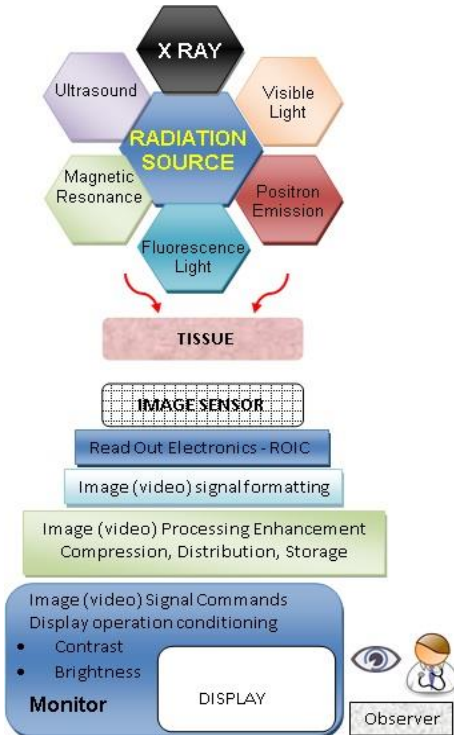 X RAY
Ultrasound
Visible
Light
RADIATION
SOURCE
Magnetic
Resonance
Positron
Emission
Fluorescence
Light
TISSUE
IMAGE SENSOR
Read Out Electronics - ROIC
Image (video) signal formatting
Image (video) Processing Enhancement
Compression, Distribution, Storage
Image (video) Signal Commands
Display operation conditioning
• Contrast
• Brightness
Monitor
DISPLAY
Observer